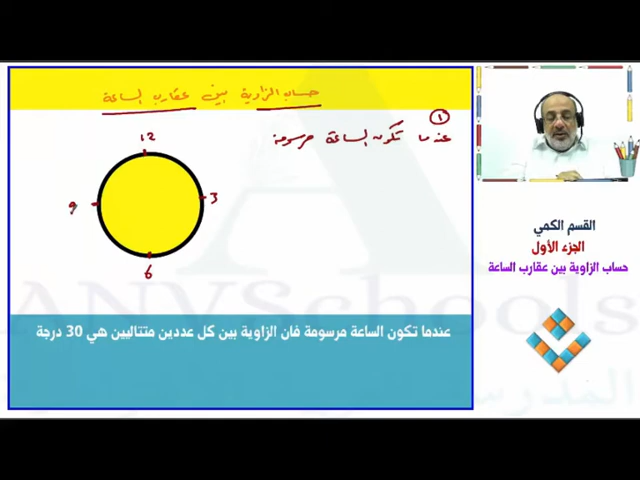 حساب الزاوية بين عقارب الساعة
①
عندما تكون الساعة مرسومة
12
9
3
6
القسم الكمي
الجزء الأول
حساب الزاوية بين عقارب الساعة
ANVSchools
عندما تكون الساعة مرسومة فان الزاوية بين كل عددين متتاليين هي 30 درجة